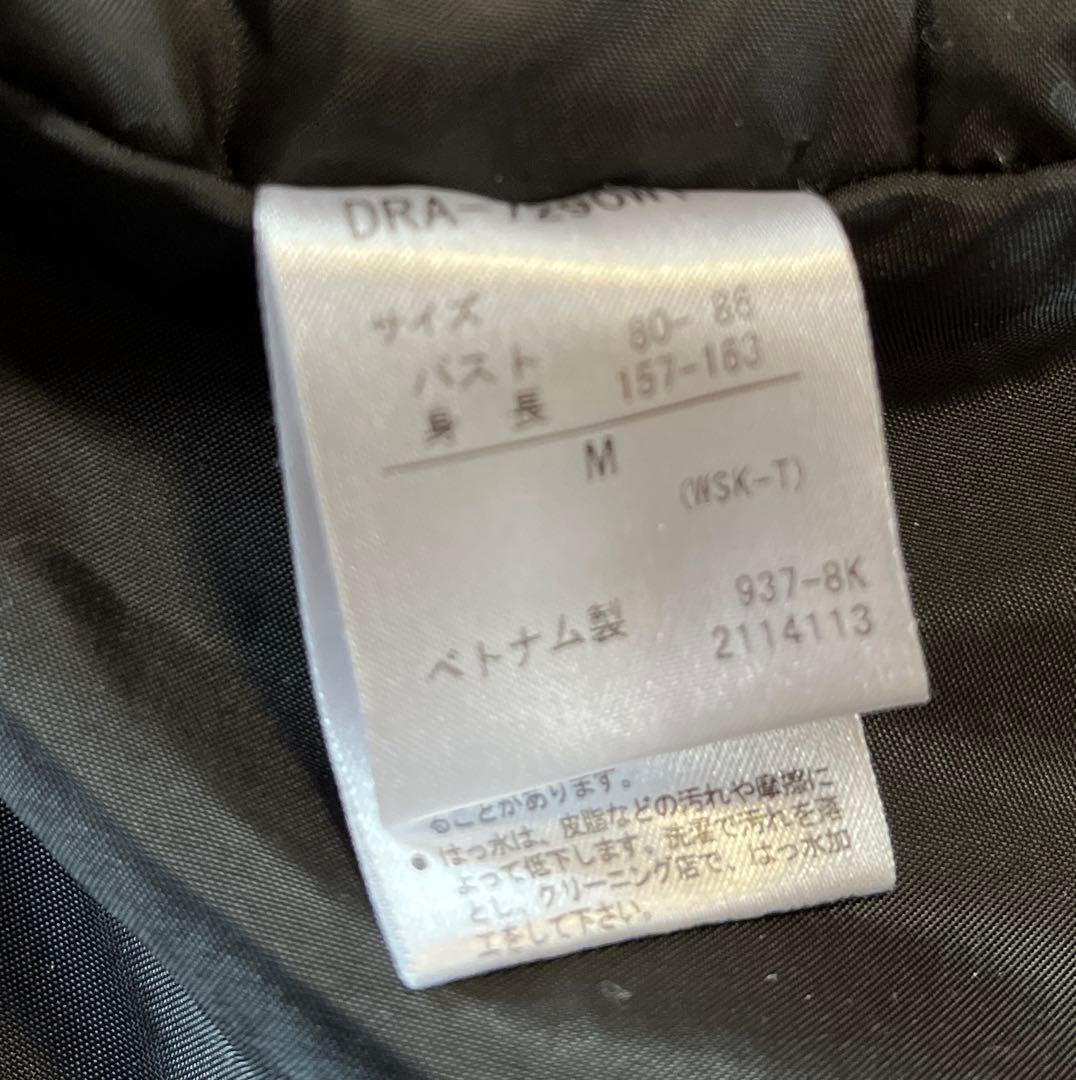 DRA-
サイズ
バスト 80- 86
身 長 157-163
M
(WSK-T)
937-8K
ベトナム製 2114113
ることがあります。
• はっ水は、皮脂などの汚れや摩擦に
よって低下します。洗濯で汚れを落
とし、クリーニング店で、はっ水加
工をして下さい。